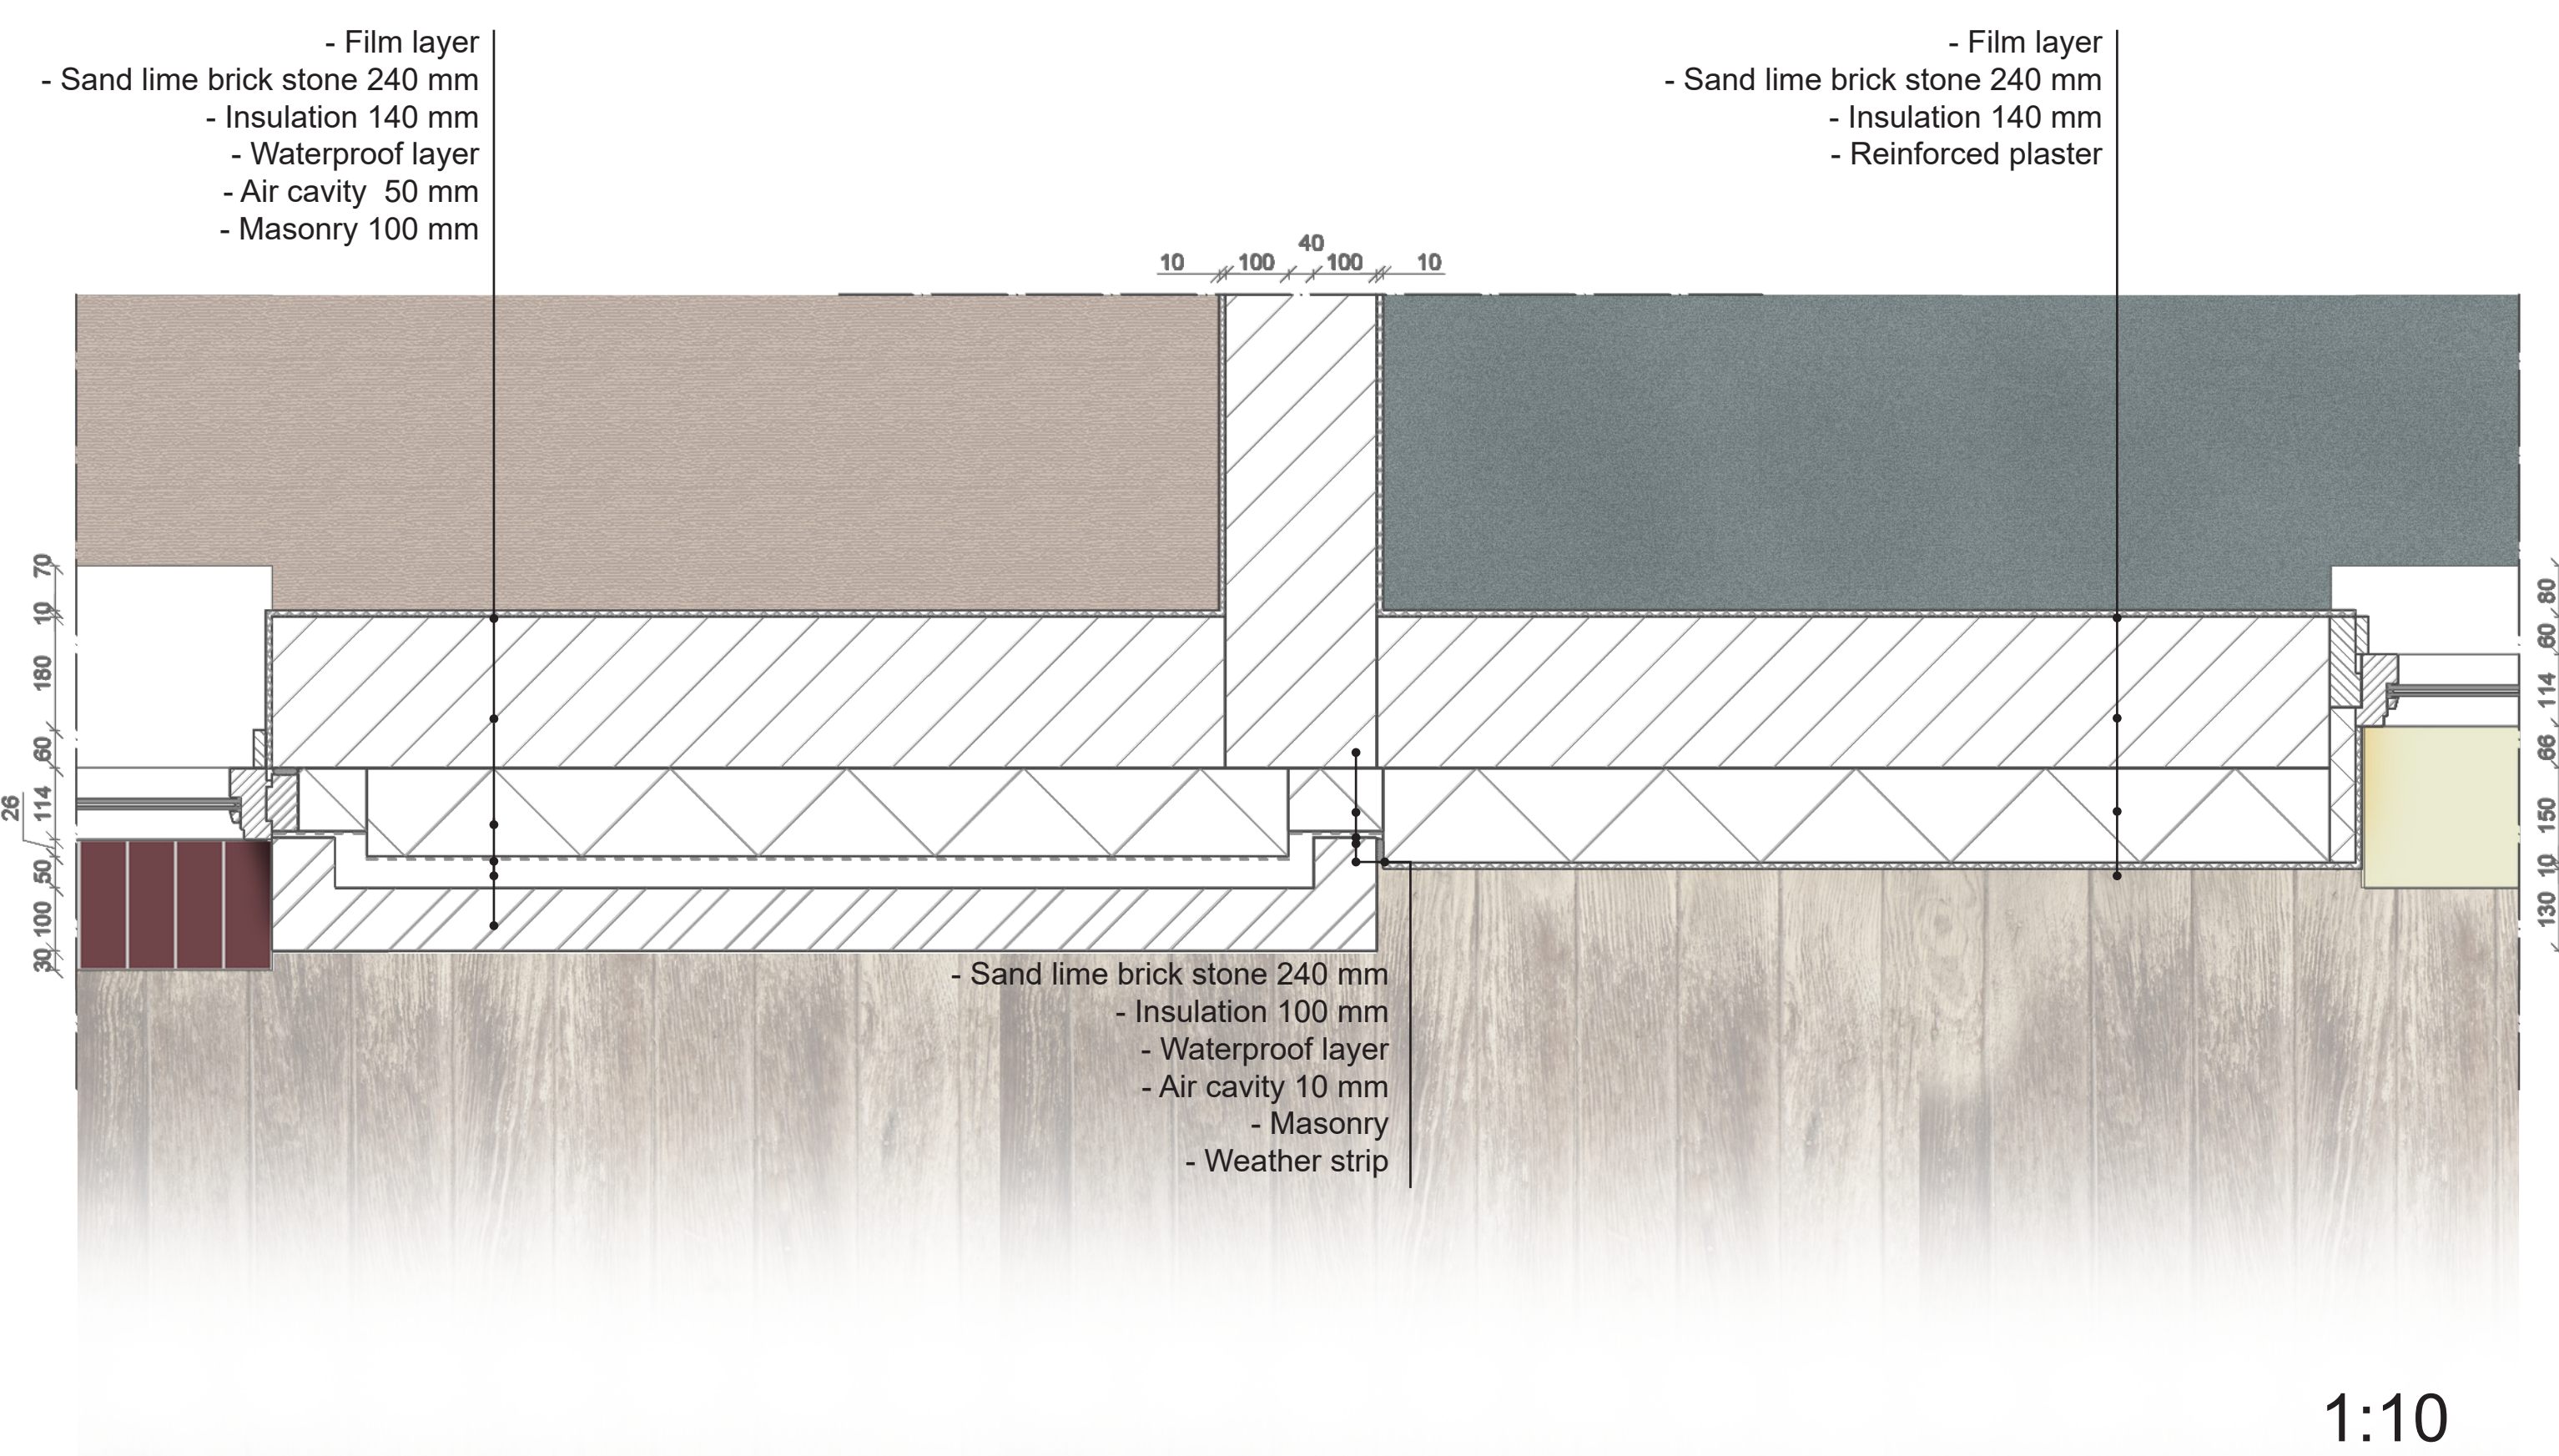 - Film layer
- Sand lime brick stone 240 mm
- Insulation 140 mm
- Waterproof layer
- Air cavity  50 mm
- Masonry 100 mm
- Film layer
- Sand lime brick stone 240 mm
- Insulation 140 mm
- Reinforced plaster
40
10 100 100 10
70
10
180
60
114
26
50
100
30
80
60
114
66
150
10
130
- Sand lime brick stone 240 mm
- Insulation 100 mm
- Waterproof layer
- Air cavity 10 mm
- Masonry
- Weather strip
1:10